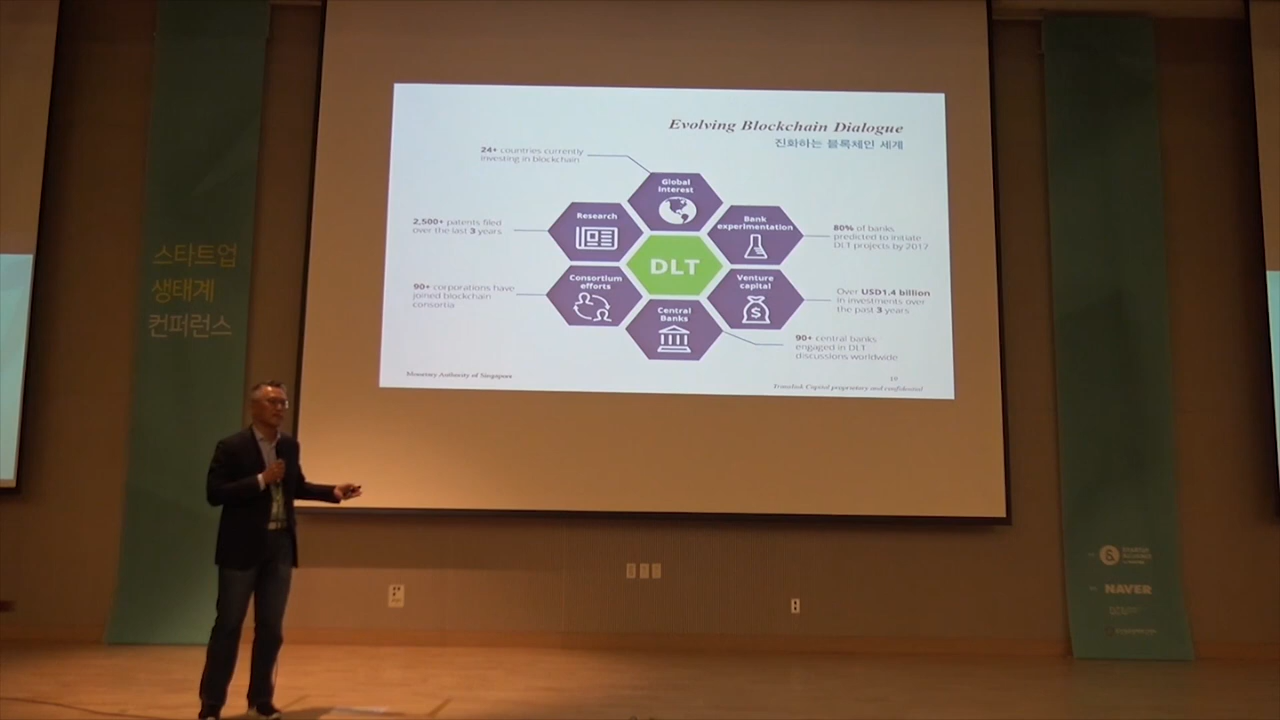 스타트업
생태계
컨퍼런스
Evolving Blockchain Dialogue
진화하는 블록체인 세계
24+ countries currently
investing in blockchain
Global
Interest
2,500+ patents filed
over the last 3 years
Research
Bank
experimentation
80% of banks
predicted to initiate
DLT projects by 2017
DLT
90+ corporations have
joined blockchain
consortia
Consortium
efforts
Venture
capital
Over USD1.4 billion
in investments over
the past 3 years
Central
Banks
90+ central banks
engaged in DLT
discussions worldwide
Monetary Authority of Singapore
19
Translink Capital proprietary and confidential
NAVER